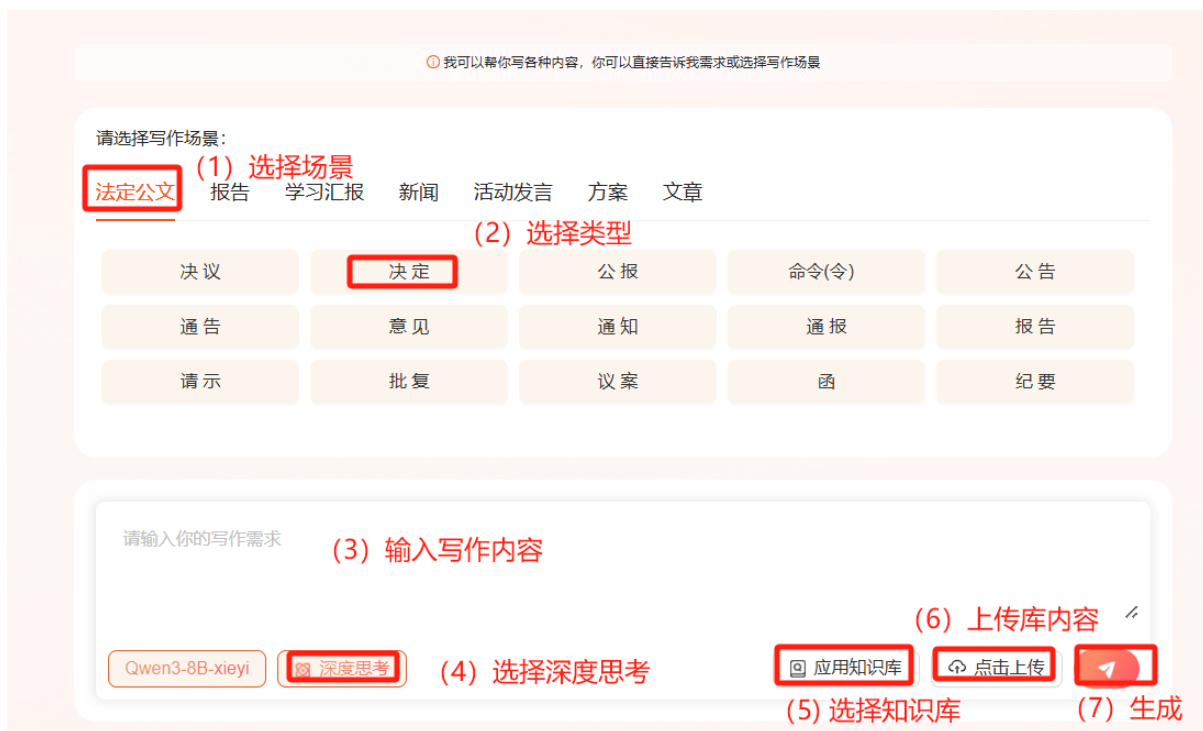 我可以帮你写各种内容，你可以直接告诉我需求或选择写作场景
请选择写作场景：
（1）选择场景
法定公文 报告 学习汇报 新闻 活动发言 方案 文章
（2）选择类型
决议 决定 公报 命令(令) 公告
通告 意见 通知 通报 报告
请示 批复 议案 函 纪要
请输入你的写作需求
（3）输入写作内容
（6）上传库内容
Qwen3-8B-xieyi 深度思考 （4）选择深度思考 应用知识库 点击上传
（5）选择知识库 （7）生成